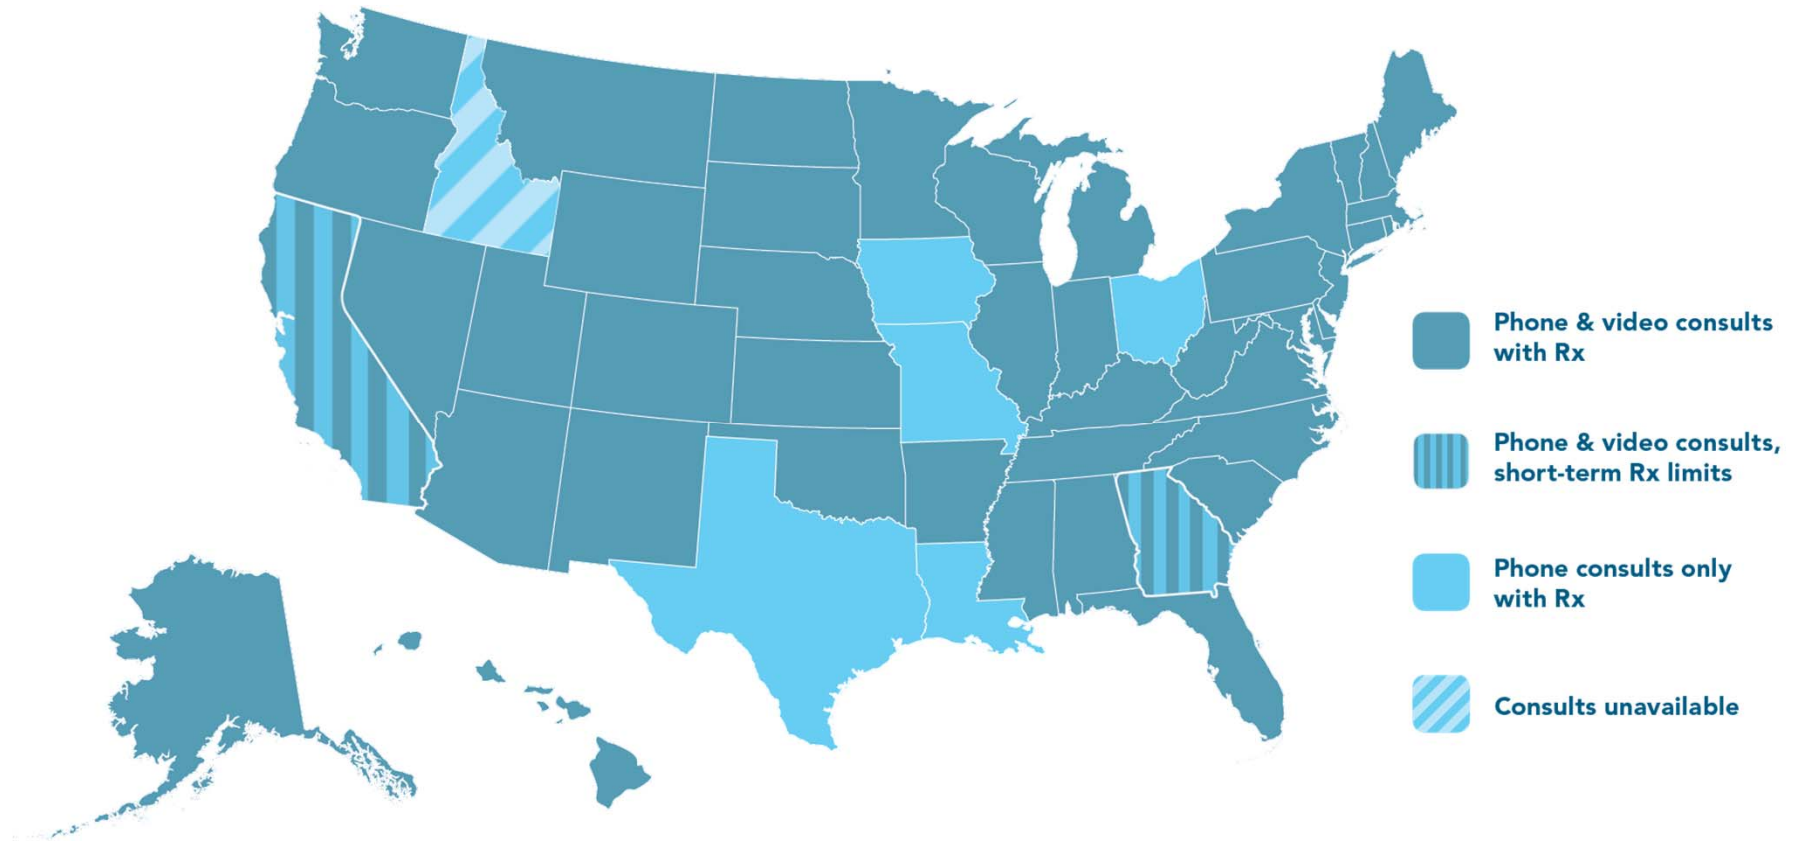 Phone & video consults
with Rx
Phone & video consults,
short-term Rx limits
Phone consults only
with Rx
Consults unavailable